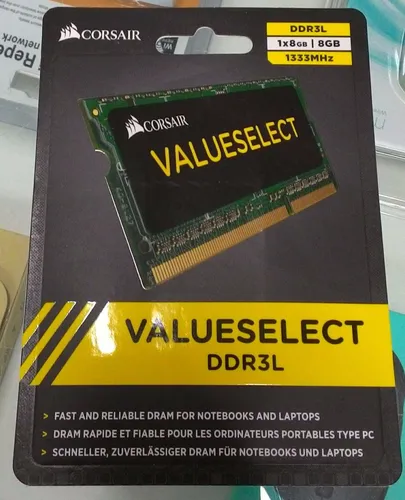 CORSAIR
DDR3L
1x8GB | 8GB
1333MHz
CORSAIR
VALUESELECT
VALUESELECT
DDR3L
> FAST AND RELIABLE DRAM FOR NOTEBOOKS AND LAPTOPS
> DRAM RAPIDE ET FIABLE POUR LES ORDINATEURS PORTABLES TYPE PC
> SCHNELLER, ZUVERLÄSSIGER DRAM FÜR NOTEBOOKS UND LAPTOPS